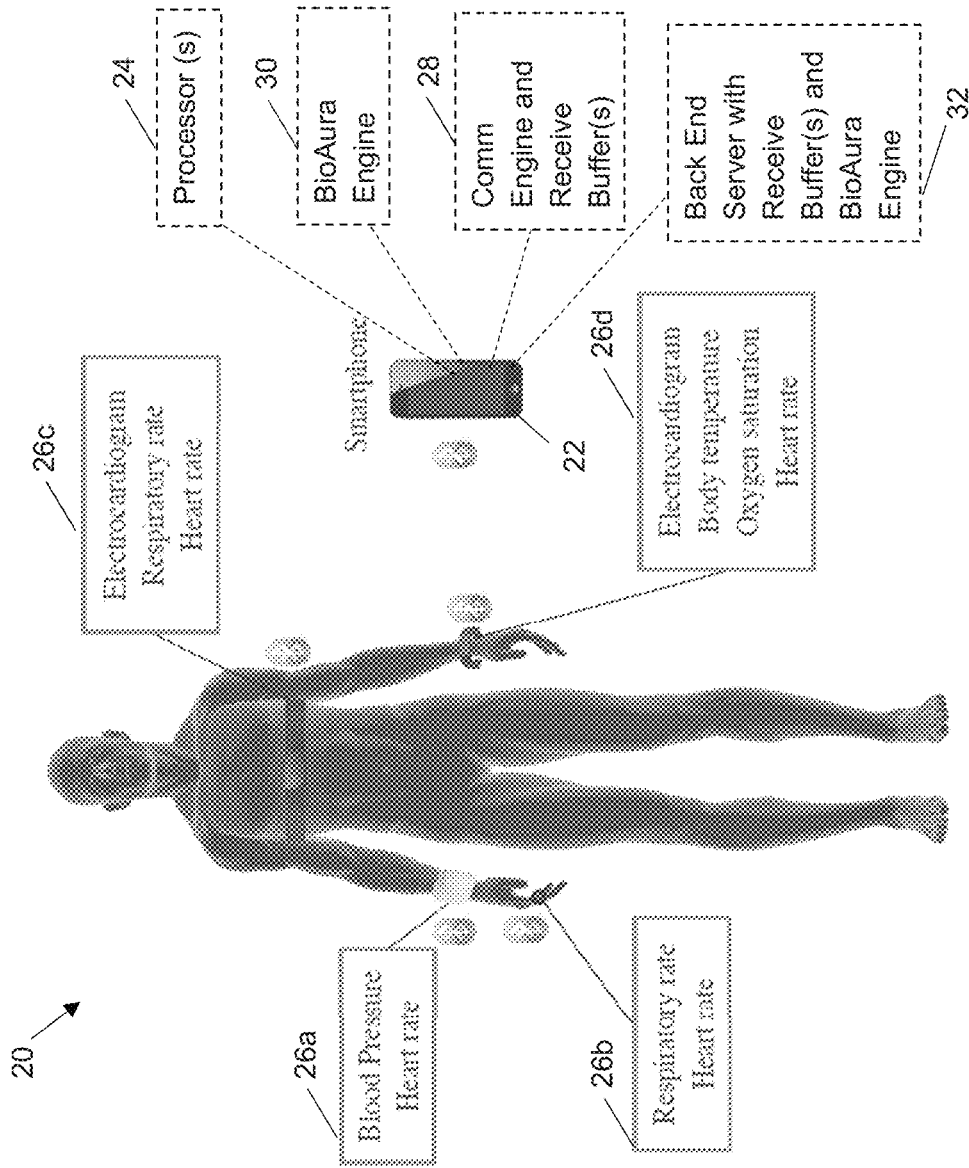 20
26a
Blood Pressure
Heart rate
26b
Respiratory rate
Heart rate
26c
Electrocardiogram
Respiratory rate
Heart rate
Smartphone
22
26d
Electrocardiogram
Body temperature
Oxygen saturation
Heart rate
24
Processor (s)
30
BioAura
Engine
28
Comm
Engine and
Receive
Buffer(s)
Back End
Server with
Receive
Buffer(s) and
BioAura
Engine
32